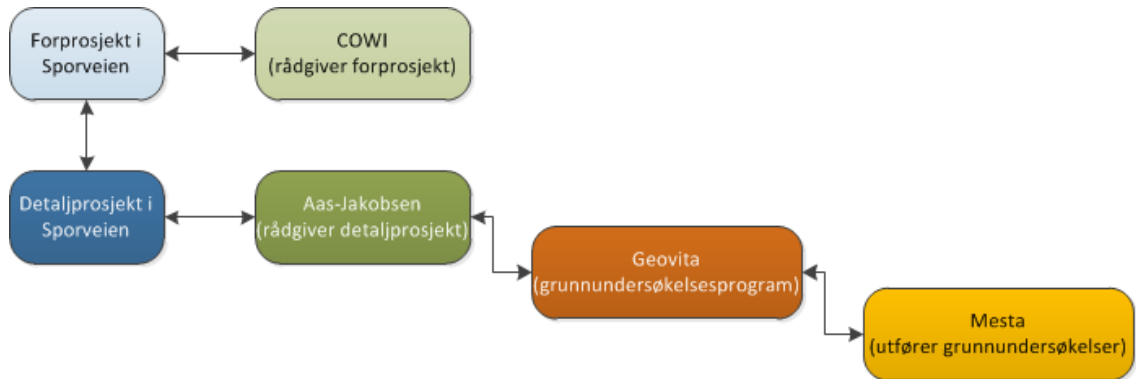 Forprosjekt i
Sporveien
COWI
(rådgiver forprosjekt)
Detaljprosjekt i
Sporveien
Aas-Jakobsen
(rådgiver detaljprosjekt)
Geovita
(grunnundersøkelsesprogram)
Mesta
(utfører grunnundersøkelser)